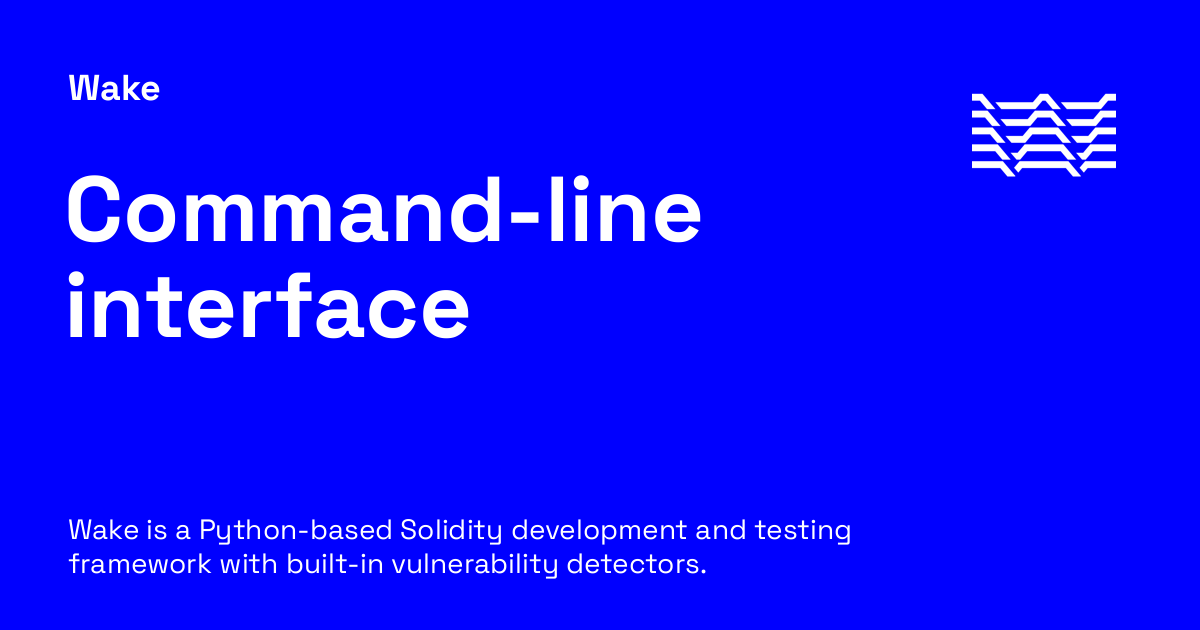 Wake
Command-line
interface
Wake is a Python-based Solidity development and testing
framework with built-in vulnerability detectors.